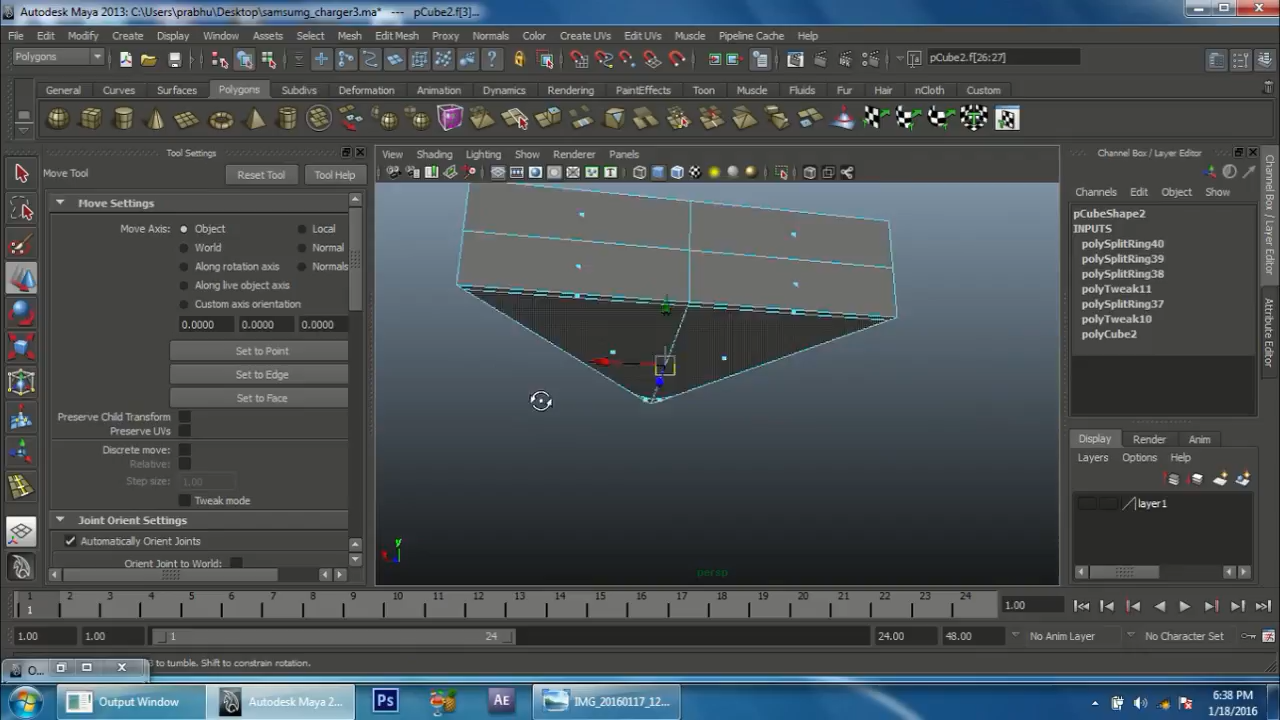 Autodesk Maya 2013: C:\Users\prabhu\Desktop\samsumg_charger3.ma* --- pCube2.f[3]...
File Edit Modify Create Display Window Assets Select Mesh Edit Mesh Proxy Normals Color Create UVs Edit UVs Muscle Pipeline Cache Help
Polygons pCube2.f[26:27]
General Curves Surfaces Polygons Subdivs Deformation Animation Dynamics Rendering PaintEffects Toon Muscle Fluids Fur Hair nCloth Custom
Tool Settings
Move Tool Reset Tool Tool Help
Move Settings
Move Axis: Object Local
World Normal
Along rotation axis Normals
Along live object axis
Custom axis orientation
0.0000 0.0000 0.0000
Set to Point
Set to Edge
Set to Face
Preserve Child Transform
Preserve UVs
Discrete move:
Relative:
Step size: 1.00
Tweak mode
Joint Orient Settings
Automatically Orient Joints
Orient Joint to World:
View Shading Lighting Show Renderer Panels
y
persp
Channel Box / Layer Editor
Channels Edit Object Show
pCubeShape2
INPUTS
polySplitRing40
polySplitRing39
polySplitRing38
polyTweak11
polySplitRing37
polyTweak10
polyCube2
Display Render Anim
Layers Options Help
layer1
Channel Box / Layer Editor
Attribute Editor
1 2 3 4 5 6 7 8 9 10 11 12 13 14 15 16 17 18 19 20 21 22 23 24
1 1.00
1.00 1.00 1 24 24.00 48.00 No Anim Layer No Character Set
O... to tumble. Shift to constrain rotation.
Output Window Autodesk Maya 2... Ps AE IMG_20160117_12...
6:38 PM
1/18/2016